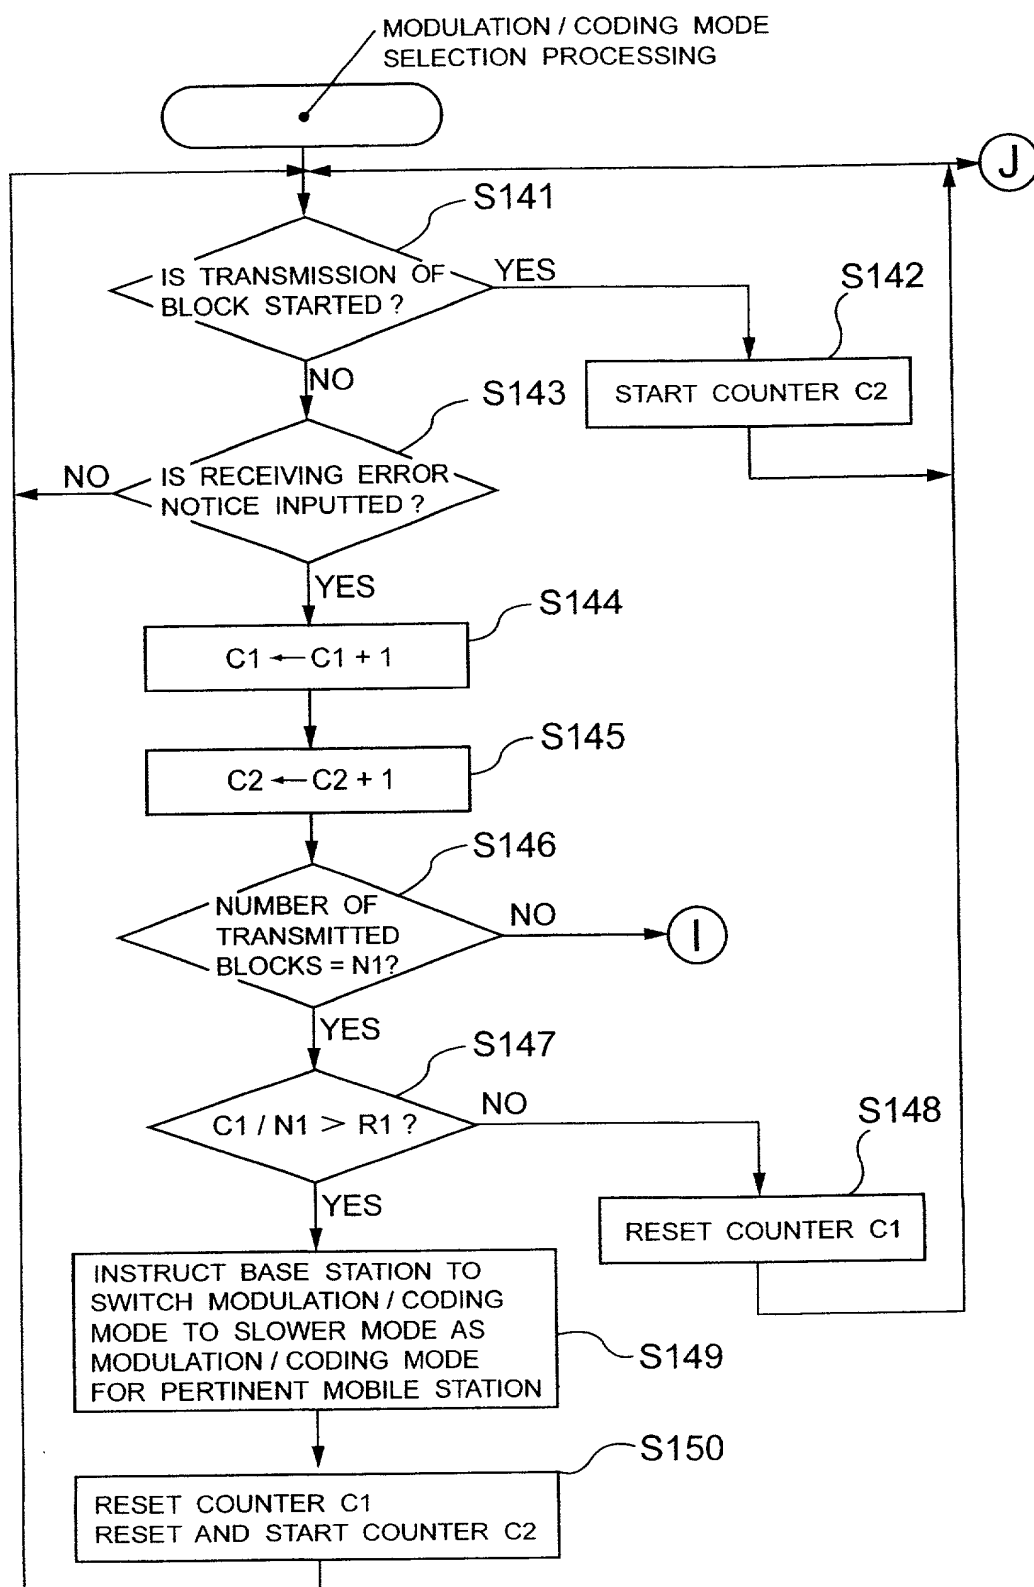 MODULATION / CODING MODE
SELECTION PROCESSING
J
S141
IS TRANSMISSION OF
BLOCK STARTED ?
YES
S142
START COUNTER C2
NO
S143
IS RECEIVING ERROR
NOTICE INPUTTED ?
NO
YES
S144
C1 ← C1 + 1
S145
C2 ← C2 + 1
S146
NUMBER OF
TRANSMITTED
BLOCKS = N1?
NO
I
YES
S147
C1 / N1 > R1 ?
NO
S148
RESET COUNTER C1
YES
INSTRUCT BASE STATION TO
SWITCH MODULATION / CODING
MODE TO SLOWER MODE AS
MODULATION / CODING MODE
FOR PERTINENT MOBILE STATION
S149
S150
RESET COUNTER C1
RESET AND START COUNTER C2